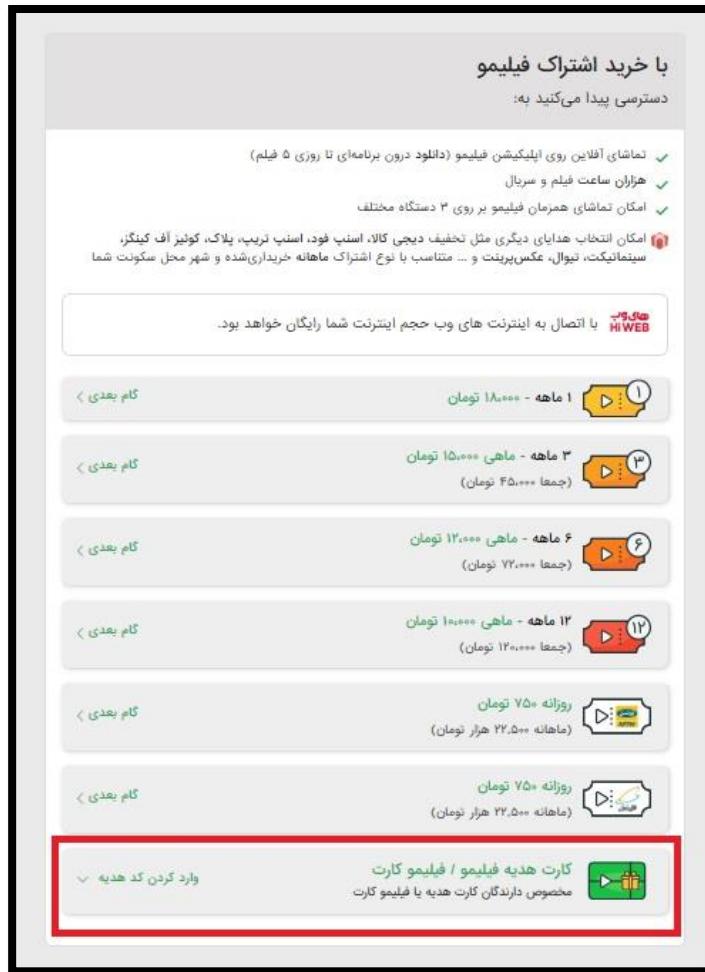 با خرید اشتراک فیلیمو
دسترسی پیدا می‌کنید به:
تماشای آفلاین روی اپلیکیشن فیلیمو (دانلود درون برنامه‌ای تا روزی ۵ فیلم)
هزاران ساعت فیلم و سریال
امکان تماشای همزمان فیلیمو بر روی ۳ دستگاه مختلف
امکان انتخاب هدایای دیگری مثل تخفیف دیجی کالا، اسنپ فود، اسنپ تریپ، پلاک، کوئیز آف کینگز،
سینماتیکت، تیوال، عکس‌پرینت و ... متناسب با نوع اشتراک ماهانه خریداری‌شده و شهر محل سکونت شما
های وب
HiWEB
با اتصال به اینترنت های وب حجم اینترنت شما رایگان خواهد بود.
۱
۱ ماهه - ۱۸،۰۰۰ تومان
گام بعدی
۳
۳ ماهه - ماهی ۱۵،۰۰۰ تومان
گام بعدی
(جمعا ۴۵،۰۰۰ تومان)
۶
۶ ماهه - ماهی ۱۲،۰۰۰ تومان
گام بعدی
(جمعا ۷۲،۰۰۰ تومان)
۱۲
۱۲ ماهه - ماهی ۱۰،۰۰۰ تومان
گام بعدی
(جمعا ۱۲۰،۰۰۰ تومان)
روزانه ۷۵۰ تومان
گام بعدی
(ماهانه ۲۲,۵۰۰ هزار تومان)
روزانه ۷۵۰ تومان
گام بعدی
(ماهانه ۲۲,۵۰۰ هزار تومان)
کارت هدیه فیلیمو / فیلیمو کارت
وارد کردن کد هدیه
مخصوص دارندگان کارت هدیه یا فیلیمو کارت